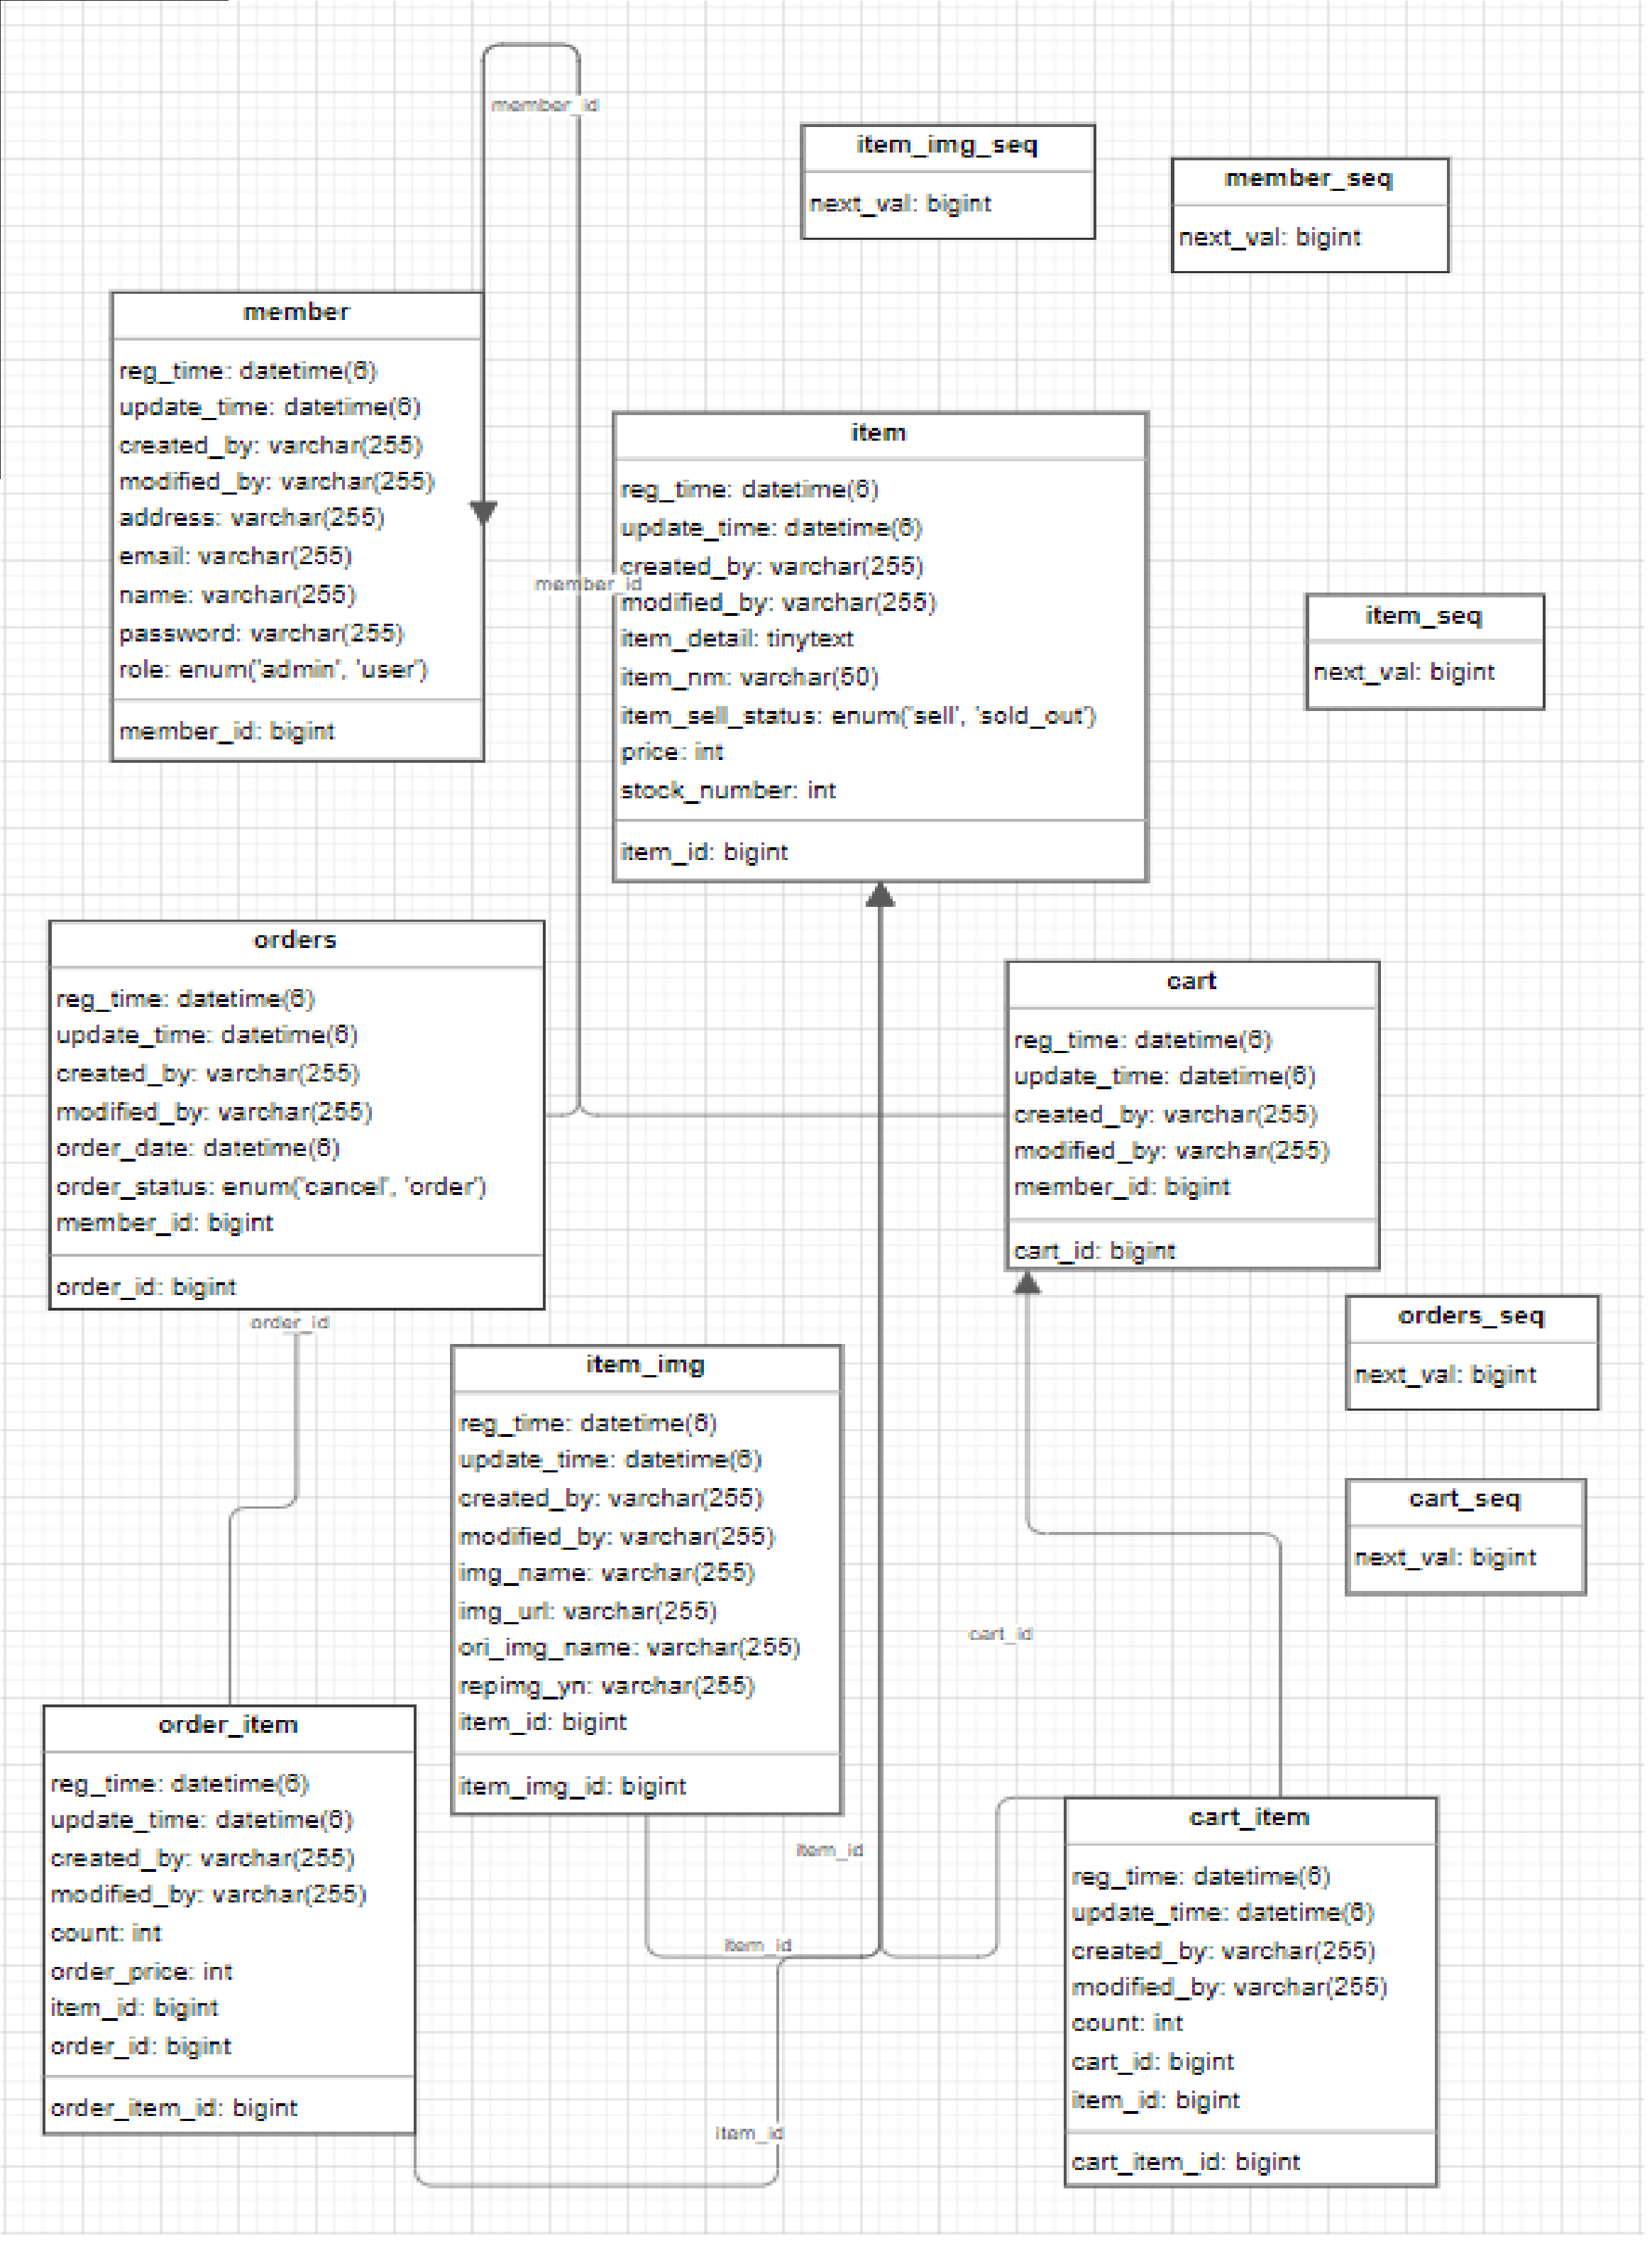 member_id
item_img_seq
next_val: bigint
member_seq
next_val: bigint
member
reg_time: datetime(6)
update_time: datetime(6)
created_by: varchar(255)
modified_by: varchar(255)
address: varchar(255)
email: varchar(255)
name: varchar(255)
password: varchar(255)
role: enum('admin', 'user')
member_id: bigint
member_id
item
reg_time: datetime(6)
update_time: datetime(6)
created_by: varchar(255)
modified_by: varchar(255)
item_detail: tinytext
item_nm: varchar(50)
item_sell_status: enum('sell', 'sold_out')
price: int
stock_number: int
item_id: bigint
item_seq
next_val: bigint
orders
reg_time: datetime(6)
update_time: datetime(6)
created_by: varchar(255)
modified_by: varchar(255)
order_date: datetime(6)
order_status: enum('cancel', 'order')
member_id: bigint
order_id: bigint
order_id
cart
reg_time: datetime(6)
update_time: datetime(6)
created_by: varchar(255)
modified_by: varchar(255)
member_id: bigint
cart_id: bigint
orders_seq
next_val: bigint
item_img
reg_time: datetime(6)
update_time: datetime(6)
created_by: varchar(255)
modified_by: varchar(255)
img_name: varchar(255)
img_url: varchar(255)
ori_img_name: varchar(255)
repimg_yn: varchar(255)
item_id: bigint
item_img_id: bigint
cart_seq
next_val: bigint
cart_id
order_item
reg_time: datetime(6)
update_time: datetime(6)
created_by: varchar(255)
modified_by: varchar(255)
count: int
order_price: int
item_id: bigint
order_id: bigint
order_item_id: bigint
item_id
item_id
item_id
cart_item
reg_time: datetime(6)
update_time: datetime(6)
created_by: varchar(255)
modified_by: varchar(255)
count: int
cart_id: bigint
item_id: bigint
cart_item_id: bigint